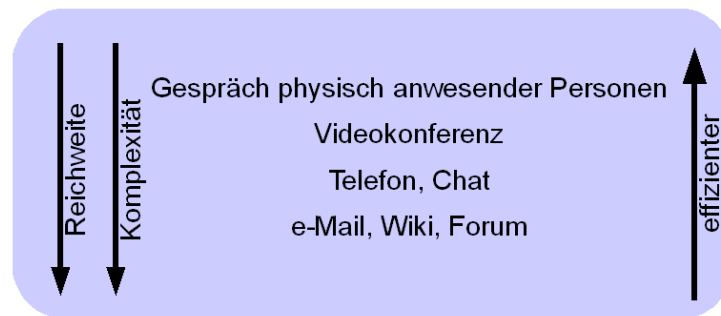 Reichweite
Komplexität
Gespräch physisch anwesender Personen
Videokonferenz
Telefon, Chat
e-Mail, Wiki, Forum
effizienter